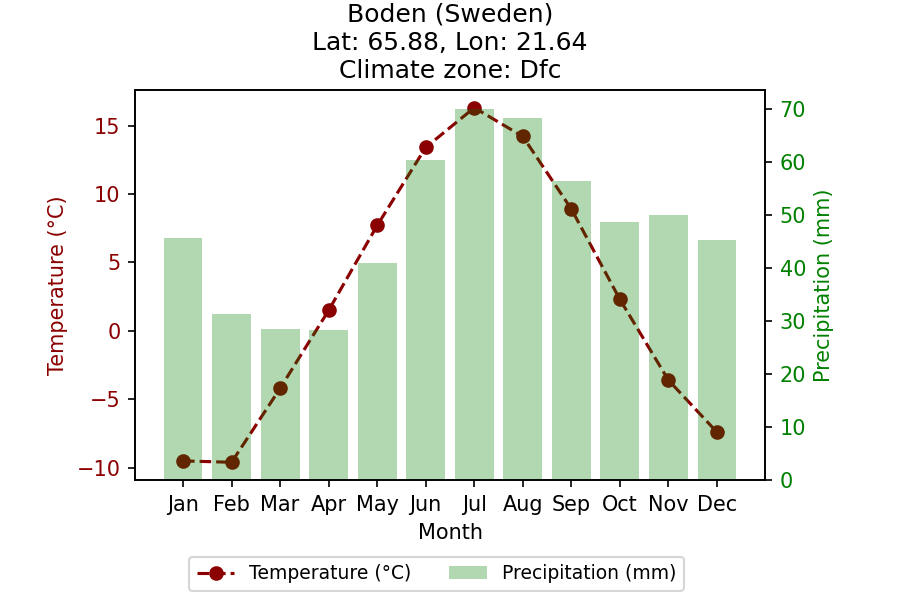 Boden (Sweden)
Lat: 65.88, Lon: 21.64
Climate zone: Dfc
Temperature (°C)
15
10
5
0
−5
−10
70
60
50
40
30
20
10
0
Precipitation (mm)
Jan Feb Mar Apr May Jun Jul Aug Sep Oct Nov Dec
Month
Temperature (°C) Precipitation (mm)